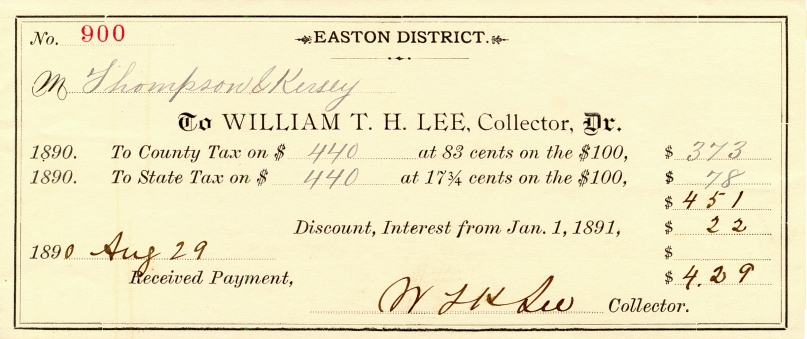 No. 900
EASTON DISTRICT.
M Thompson & Kersey
To WILLIAM T. H. LEE, Collector, Dr.
1890. To County Tax on $ 440 at 83 cents on the $100, $ 373
1890. To State Tax on $ 440 at 17¾ cents on the $100, $ 78
$ 451
Discount, Interest from Jan. 1, 1891, $ 22
1890 Aug 29 $
Received Payment, $ 4.29
W T H Lee Collector.